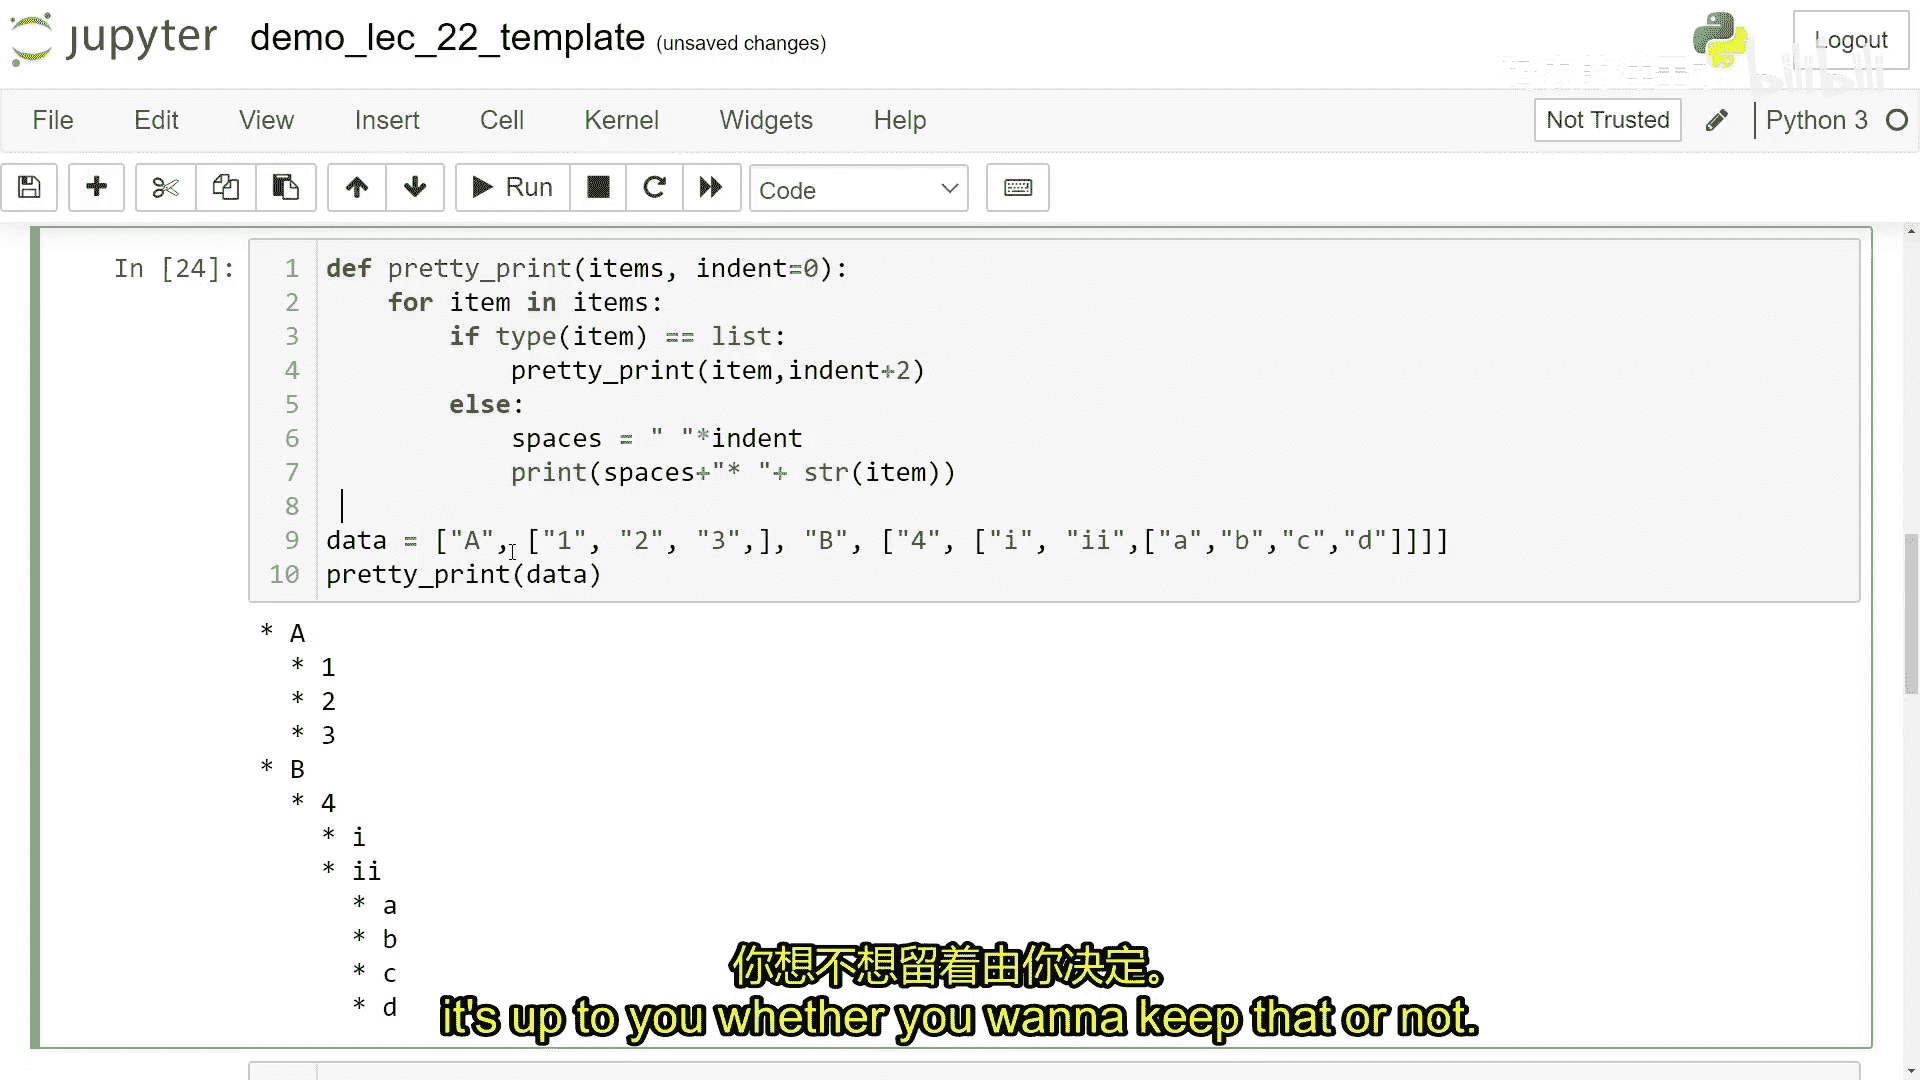 jupyter demo_lec_22_template (unsaved changes)
Logout
bilibili
File Edit View Insert Cell Kernel Widgets Help
Not Trusted
Python 3
Run
Code
In [24]:
1 def pretty_print(items, indent=0):
2     for item in items:
3         if type(item) == list:
4             pretty_print(item,indent+2)
5         else:
6             spaces = " "*indent
7             print(spaces+"* "+ str(item))
8
9 data = ["A", ["1", "2", "3",], "B", ["4", ["i", "ii",["a","b","c","d"]]]]
10 pretty_print(data)
* A
  * 1
  * 2
  * 3
* B
  * 4
    * i
    * ii
      * a
      * b
      * c
      * d
你想不想留着由你决定。
it's up to you whether you wanna keep that or not.